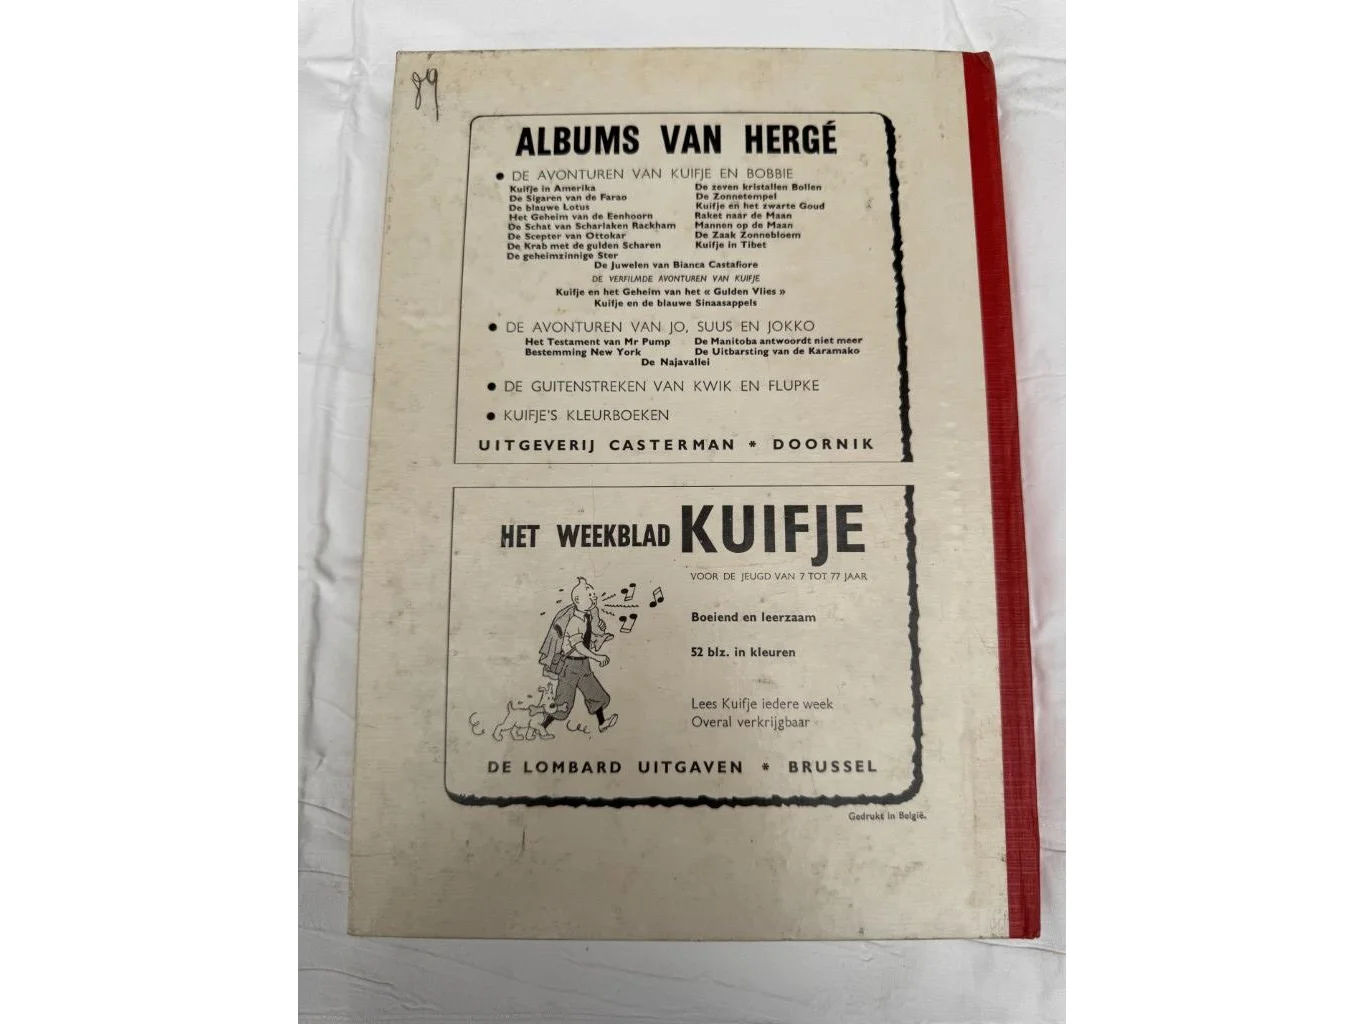 89
ALBUMS VAN HERGÉ
• DE AVONTUREN VAN KUIFJE EN BOBBIE
Kuifje in Amerika
De Sigaren van de Farao
De blauwe Lotus
Het Geheim van de Eenhoorn
De Schat van Scharlaken Rackham
De Scepter van Ottokar
De Krab met de gulden Scharen
De geheimzinnige Ster
De zeven kristallen Bollen
De Zonnetempel
Kuifje en het zwarte Goud
Raket naar de Maan
Mannen op de Maan
De Zaak Zonnebloem
Kuifje in Tibet
De Juwelen van Bianca Castafiore
DE VERFILMDE AVONTUREN VAN KUIFJE
Kuifje en het Geheim van het « Gulden Vlies »
Kuifje en de blauwe Sinaasappels
• DE AVONTUREN VAN JO, SUUS EN JOKKO
Het Testament van Mr Pump
Bestemming New York
De Manitoba antwoordt niet meer
De Uitbarsting van de Karamako
De Najavallei
• DE GUITENSTREKEN VAN KWIK EN FLUPKE
• KUIFJE'S KLEURBOEKEN
UITGEVERIJ CASTERMAN * DOORNIK
HET WEEKBLAD KUIFJE
VOOR DE JEUGD VAN 7 TOT 77 JAAR
Boeiend en leerzaam
52 blz. in kleuren
Lees Kuifje iedere week
Overal verkrijgbaar
DE LOMBARD UITGAVEN * BRUSSEL
Gedrukt in België.